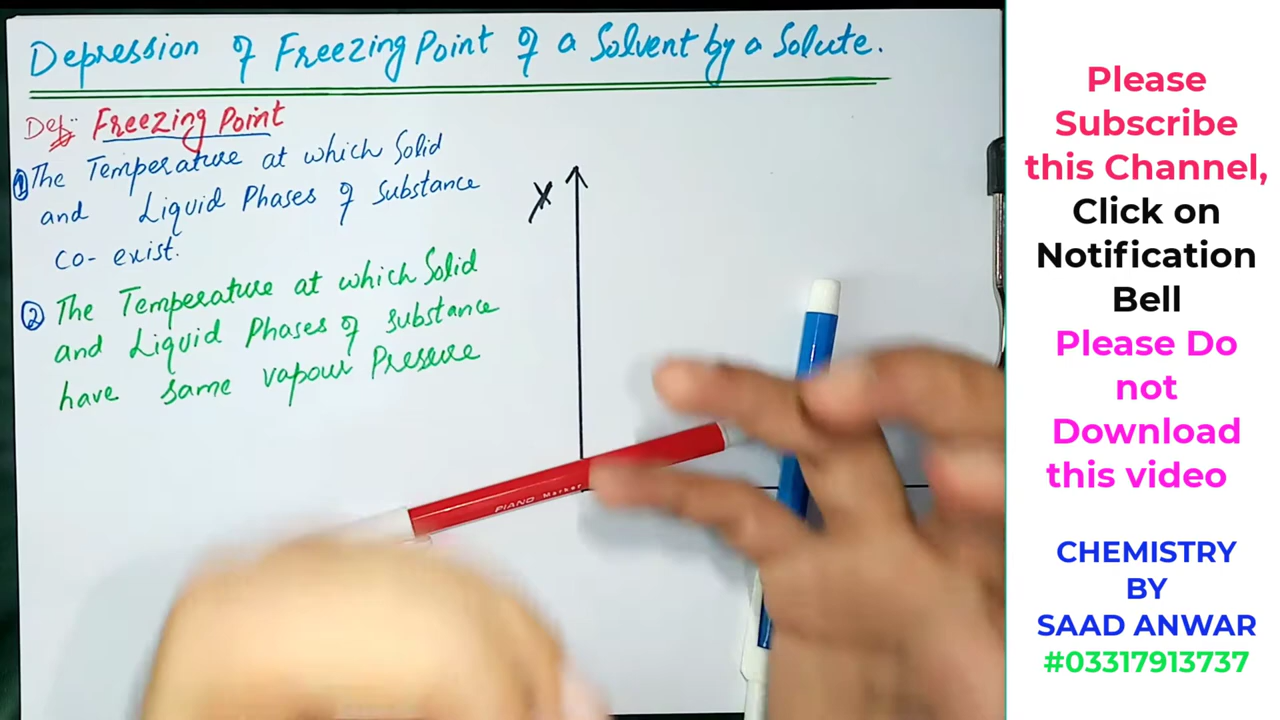 Depression of Freezing Point of a Solvent by a Solute.
Def:- Freezing Point
① The Temperature at which Solid
and Liquid Phases of Substance
co-exist.
② The Temperature at which Solid
and Liquid Phases of substance
have same vapour Pressure
PIANO Marker
Please
Subscribe
this Channel,
Click on
Notification
Bell
Please Do
not
Download
this video
CHEMISTRY
BY
SAAD ANWAR
#03317913737